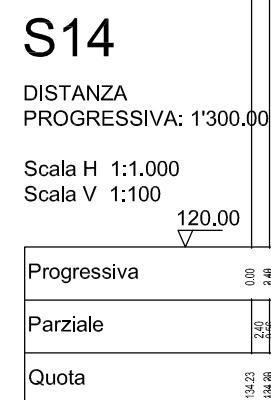 S14
DISTANZA
PROGRESSIVA: 1'300.00
Scala H 1:1.000
Scala V 1:100
120.00
Progressiva 0.00
Parziale 2.40
Quota 134.23